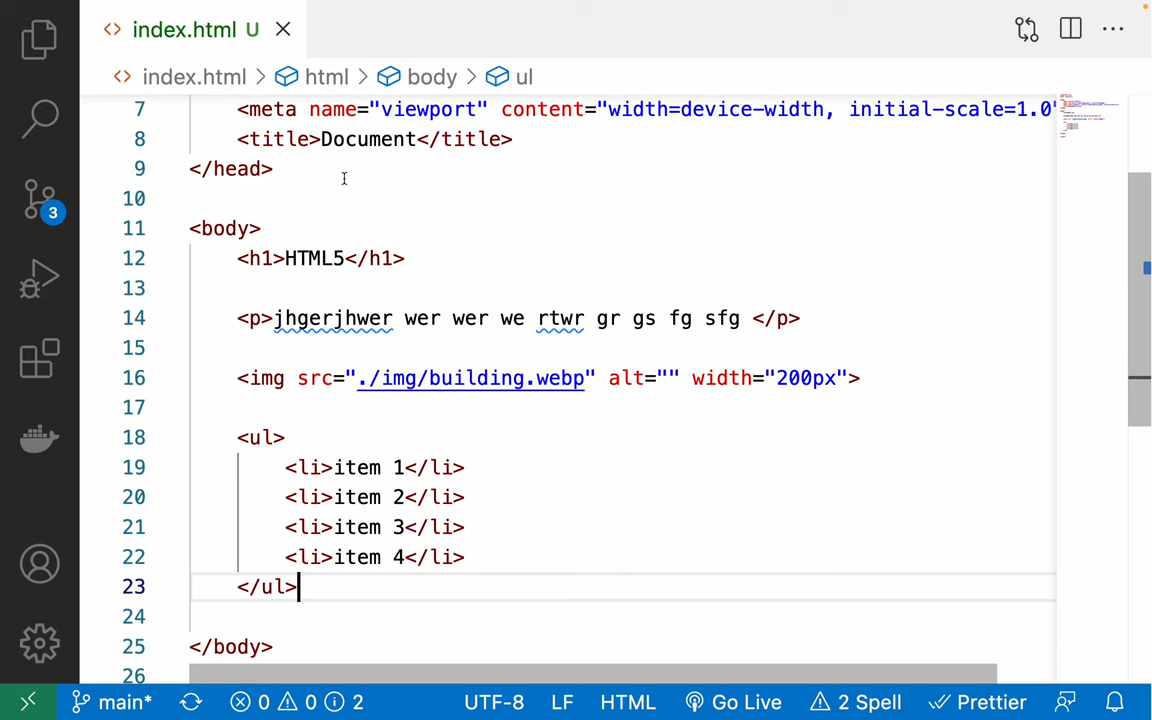 index.html U
index.html > html > body > ul
7 <meta name="viewport" content="width=device-width, initial-scale=1.0"
8 <title>Document</title>
9 </head>
10
11 <body>
12 <h1>HTML5</h1>
13
14 <p>jhgerjhwer wer wer we rtwr gr gs fg sfg </p>
15
16 <img src="./img/building.webp" alt="" width="200px">
17
18 <ul>
19 <li>item 1</li>
20 <li>item 2</li>
21 <li>item 3</li>
22 <li>item 4</li>
23 </ul>
24
25 </body>
26
3
main* 0 0 2 UTF-8 LF HTML Go Live 2 Spell Prettier